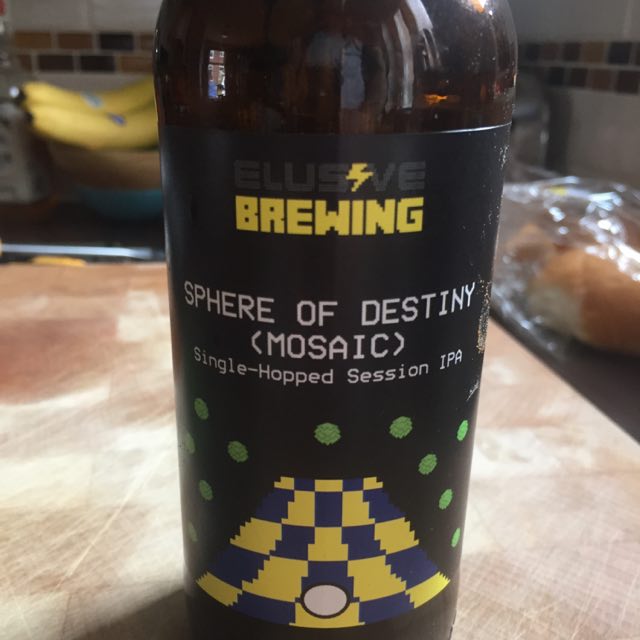 ELUSIVE
BREWING
SPHERE OF DESTINY
(MOSAIC)
Single-Hopped Session IPA